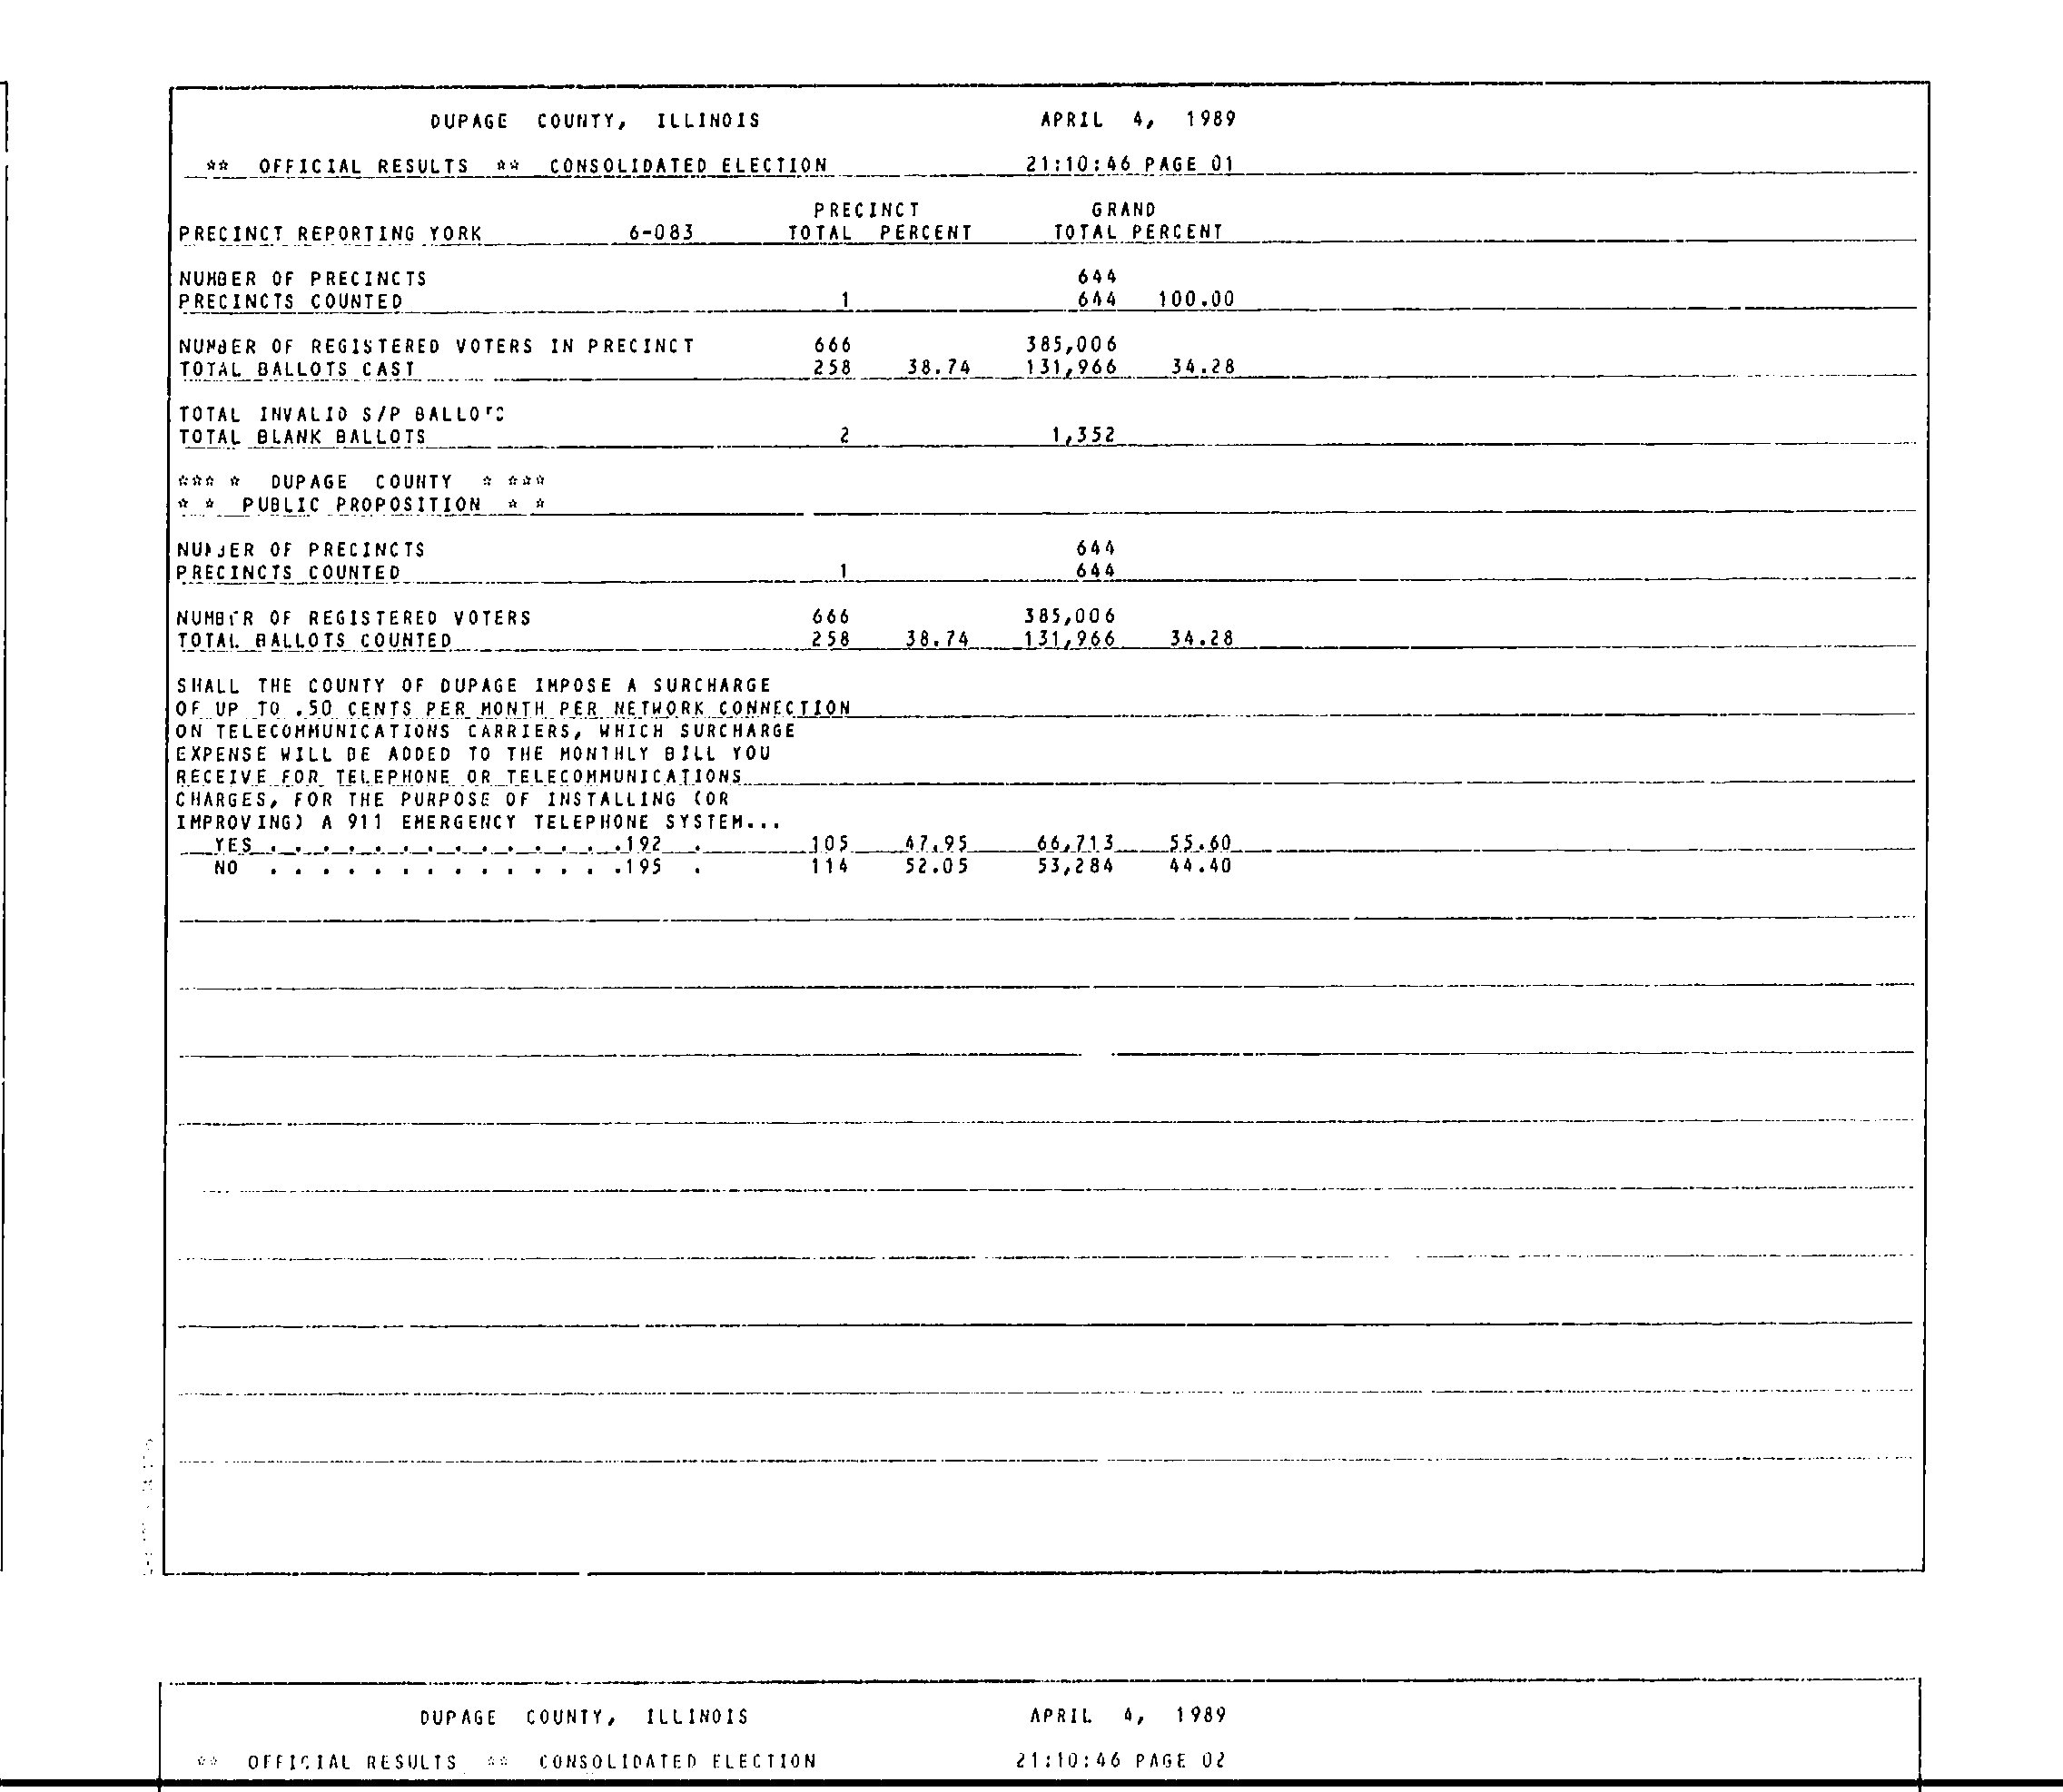 DUPAGE COUNTY, ILLINOIS APRIL 4, 1989
** OFFICIAL RESULTS ** CONSOLIDATED ELECTION 21:10:46 PAGE 01
PRECINCT GRAND
PRECINCT REPORTING YORK 6-083 TOTAL PERCENT TOTAL PERCENT
NUMBER OF PRECINCTS 644
PRECINCTS COUNTED 1 644 100.00
NUMBER OF REGISTERED VOTERS IN PRECINCT 666 385,006
TOTAL BALLOTS CAST 258 38.74 131,966 34.28
TOTAL INVALID S/P BALLOTS
TOTAL BLANK BALLOTS 2 1,352
*** * DUPAGE COUNTY * ***
* * PUBLIC PROPOSITION * *
NUMBER OF PRECINCTS 644
PRECINCTS COUNTED 1 644
NUMBER OF REGISTERED VOTERS 666 385,006
TOTAL BALLOTS COUNTED 258 38.74 131,966 34.28
SHALL THE COUNTY OF DUPAGE IMPOSE A SURCHARGE
OF UP TO .50 CENTS PER MONTH PER NETWORK CONNECTION
ON TELECOMMUNICATIONS CARRIERS, WHICH SURCHARGE
EXPENSE WILL BE ADDED TO THE MONTHLY BILL YOU
RECEIVE FOR TELEPHONE OR TELECOMMUNICATIONS
CHARGES, FOR THE PURPOSE OF INSTALLING (OR
IMPROVING) A 911 EMERGENCY TELEPHONE SYSTEM...
YES . . . . . . . . . . . . . .192 . 105 47.95 66,713 55.60
NO . . . . . . . . . . . . . .195 . 114 52.05 53,284 44.40
DUPAGE COUNTY, ILLINOIS APRIL 4, 1989
** OFFICIAL RESULTS ** CONSOLIDATED ELECTION 21:10:46 PAGE 02